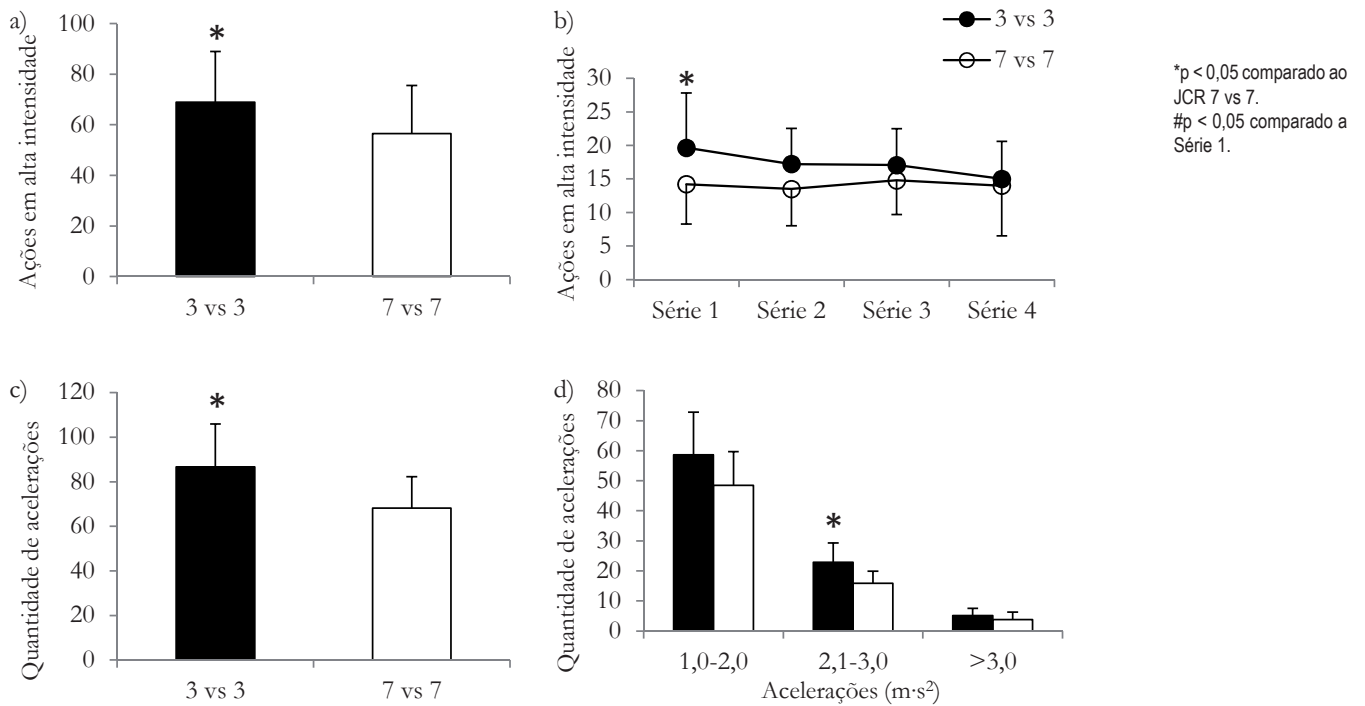 a)
Ações em alta intensidade
100
80
60
40
20
0
*
3 vs 3
7 vs 7
b)
3 vs 3
7 vs 7
Ações em alta intensidade
30
25
20
15
10
5
0
*
Série 1
Série 2
Série 3
Série 4
*p < 0,05 comparado ao
JCR 7 vs 7.
#p < 0,05 comparado a
Série 1.
c)
Quantidade de acelerações
120
100
80
60
40
20
0
*
3 vs 3
7 vs 7
d)
Quantidade de acelerações
80
70
60
50
40
30
20
10
0
*
1,0-2,0
2,1-3,0
>3,0
Acelerações (m·s²)